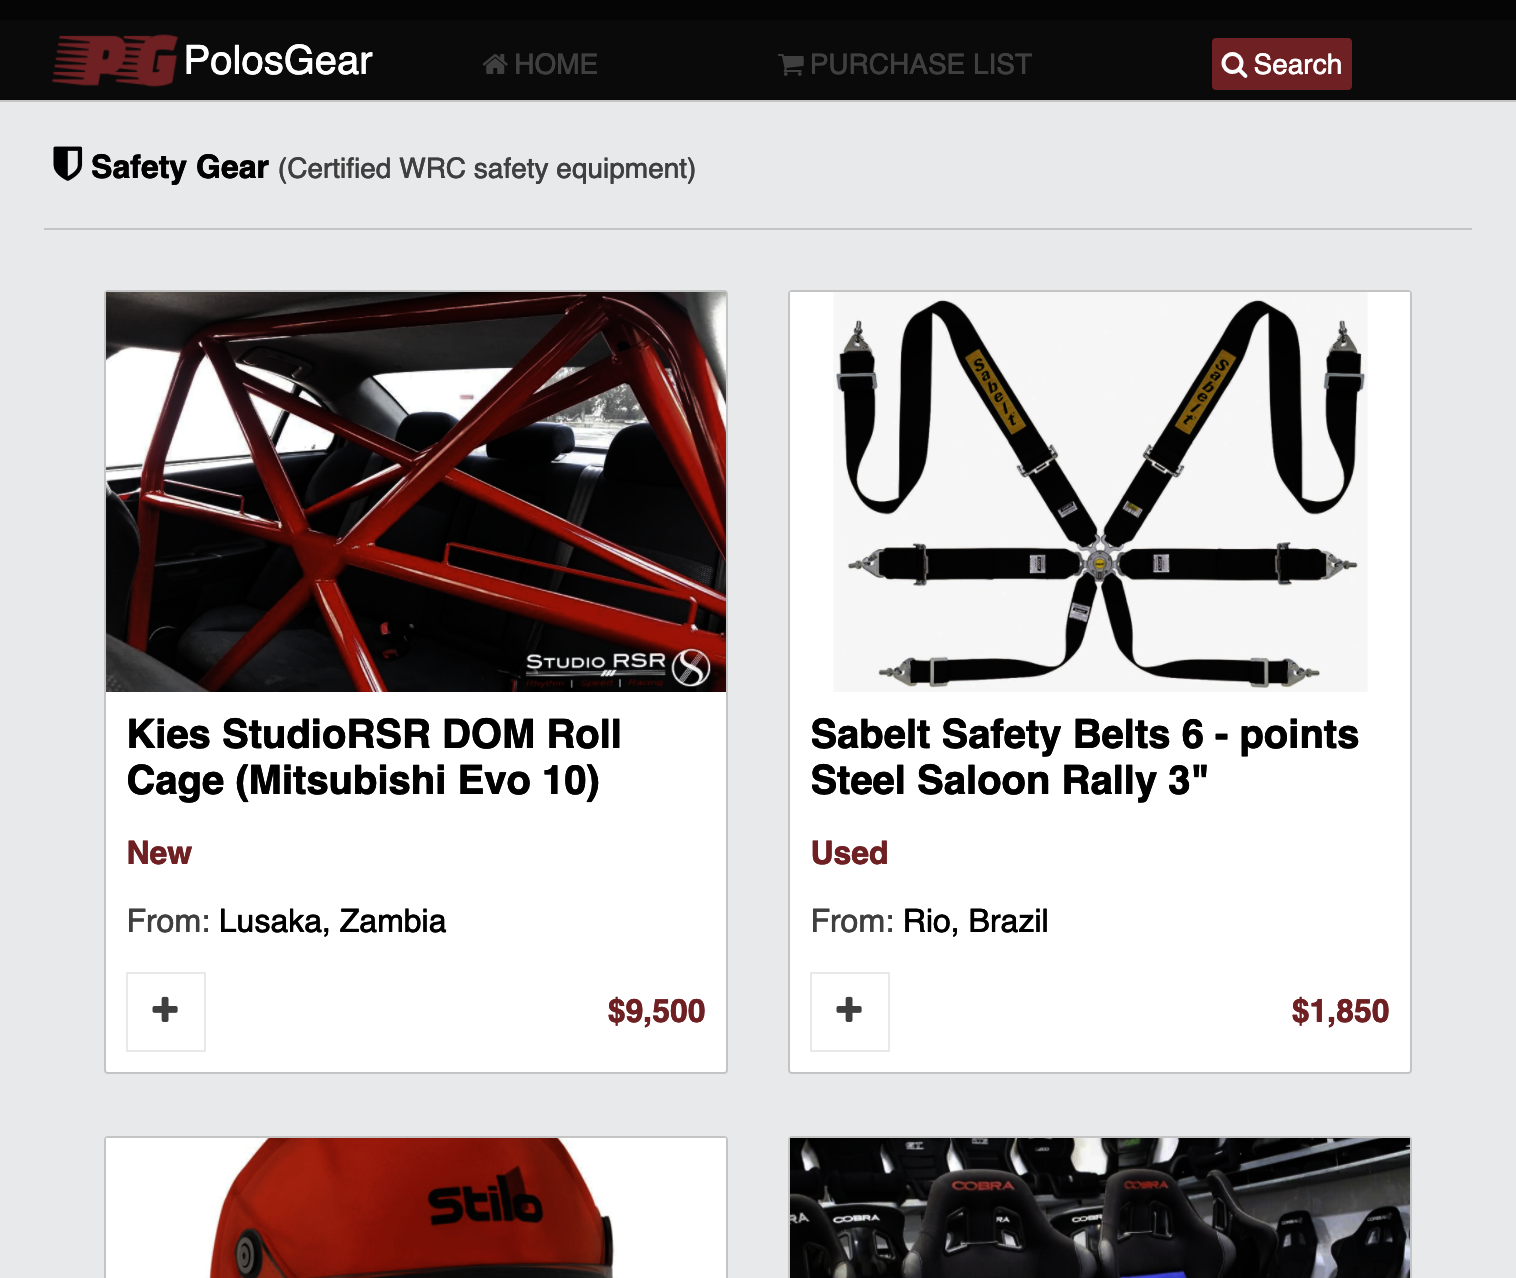 PG PolosGear
HOME
PURCHASE LIST
Search
Safety Gear (Certified WRC safety equipment)
STUDIO RSR
Sabelt
Sabelt
Kies StudioRSR DOM Roll
Cage (Mitsubishi Evo 10)
New
From: Lusaka, Zambia
$9,500
Sabelt Safety Belts 6 - points
Steel Saloon Rally 3"
Used
From: Rio, Brazil
$1,850
Stilo
COBRA
COBRA
COBRA